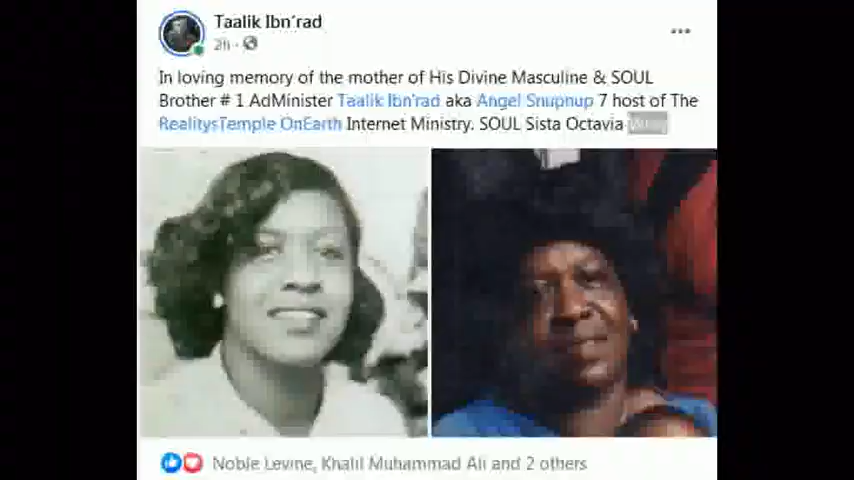 Taalik Ibn'rad
2h ·
In loving memory of the mother of His Divine Masculine & SOUL
Brother # 1 AdMinister Taalik Ibn'rad aka Angel Snupnup 7 host of The
RealitysTemple OnEarth Internet Ministry. SOUL Sista Octavia
Noble Levine, Khalil Muhammad Ali and 2 others